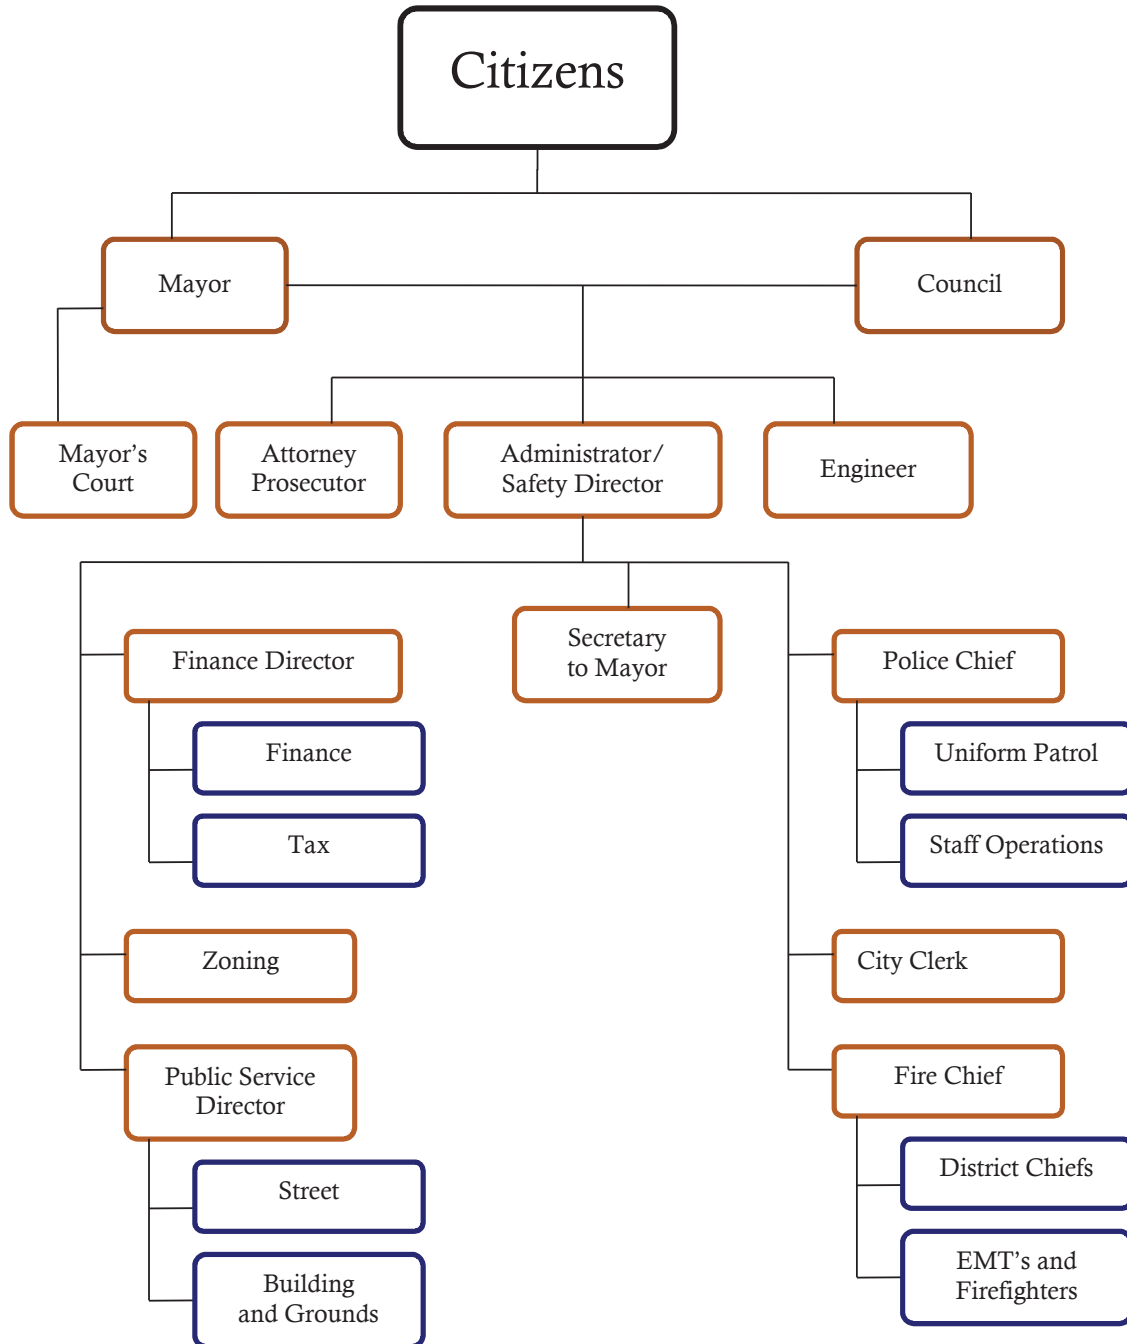 Citizens
Mayor
Council
Mayor’s
Court
Attorney
Prosecutor
Administrator/
Safety Director
Engineer
Finance Director
Finance
Tax
Zoning
Public Service
Director
Street
Building
and Grounds
Secretary
to Mayor
Police Chief
Uniform Patrol
Staff Operations
City Clerk
Fire Chief
District Chiefs
EMT’s and
Firefighters